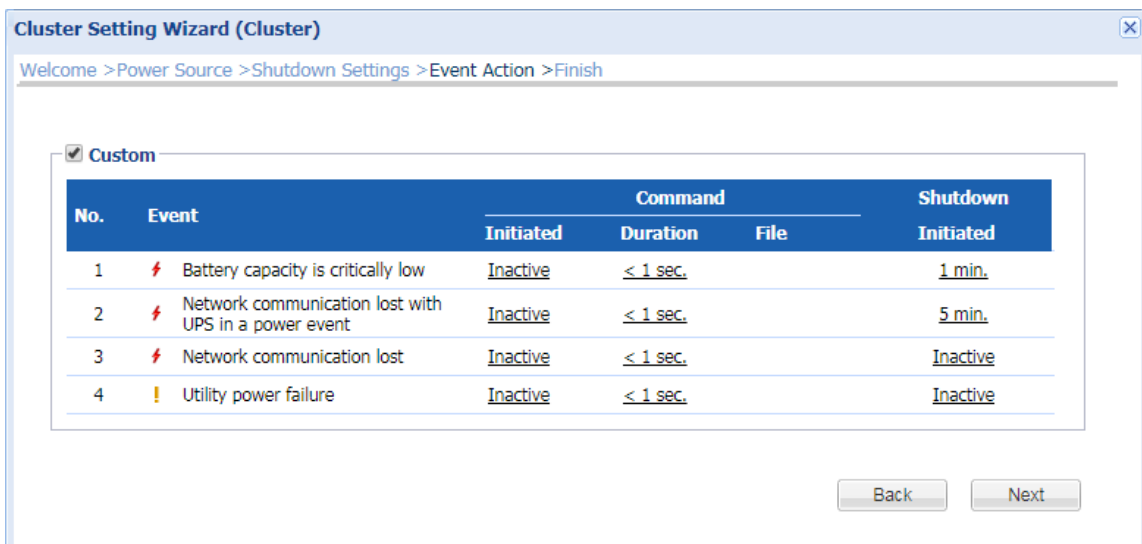 Cluster Setting Wizard (Cluster)
Welcome >Power Source >Shutdown Settings >Event Action >Finish
Custom
No. Event Command Shutdown
Initiated Duration File Initiated
1 Battery capacity is critically low Inactive < 1 sec. 1 min.
2 Network communication lost with UPS in a power event Inactive < 1 sec. 5 min.
3 Network communication lost Inactive < 1 sec. Inactive
4 Utility power failure Inactive < 1 sec. Inactive
Back Next